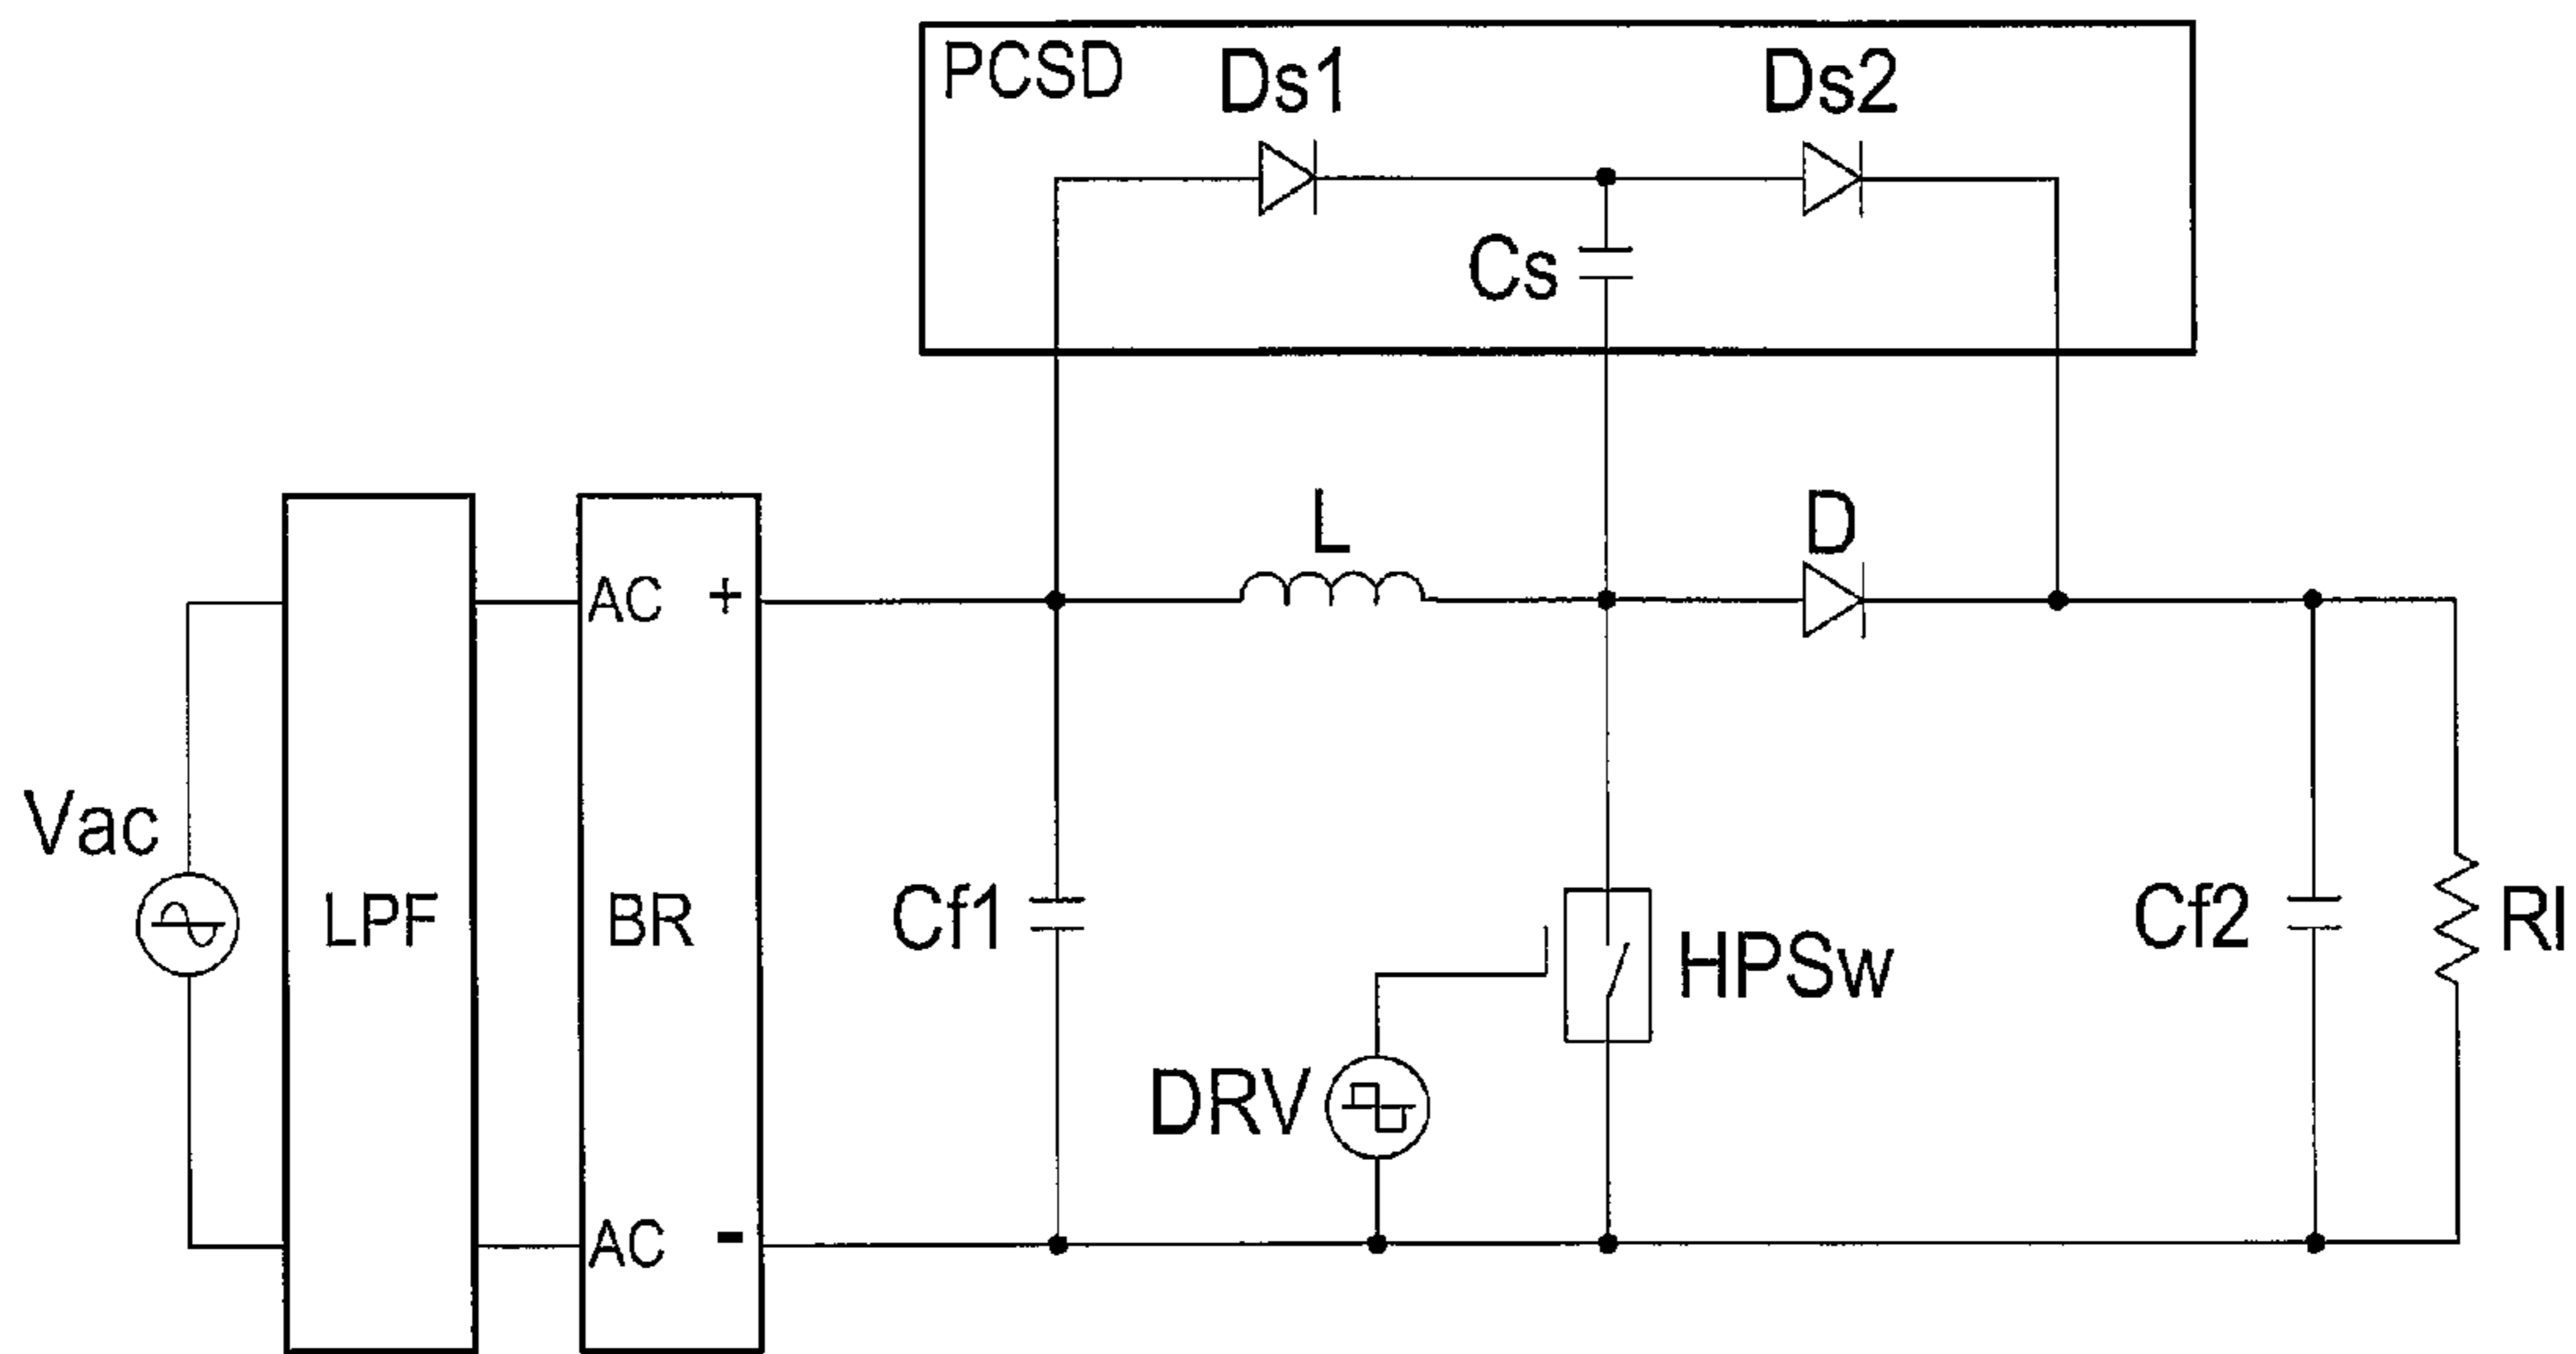 PCSD
Ds1
Ds2
Cs
L
D
AC +
Vac
LPF
BR
Cf1
HPSw
Cf2
Rl
DRV
AC -